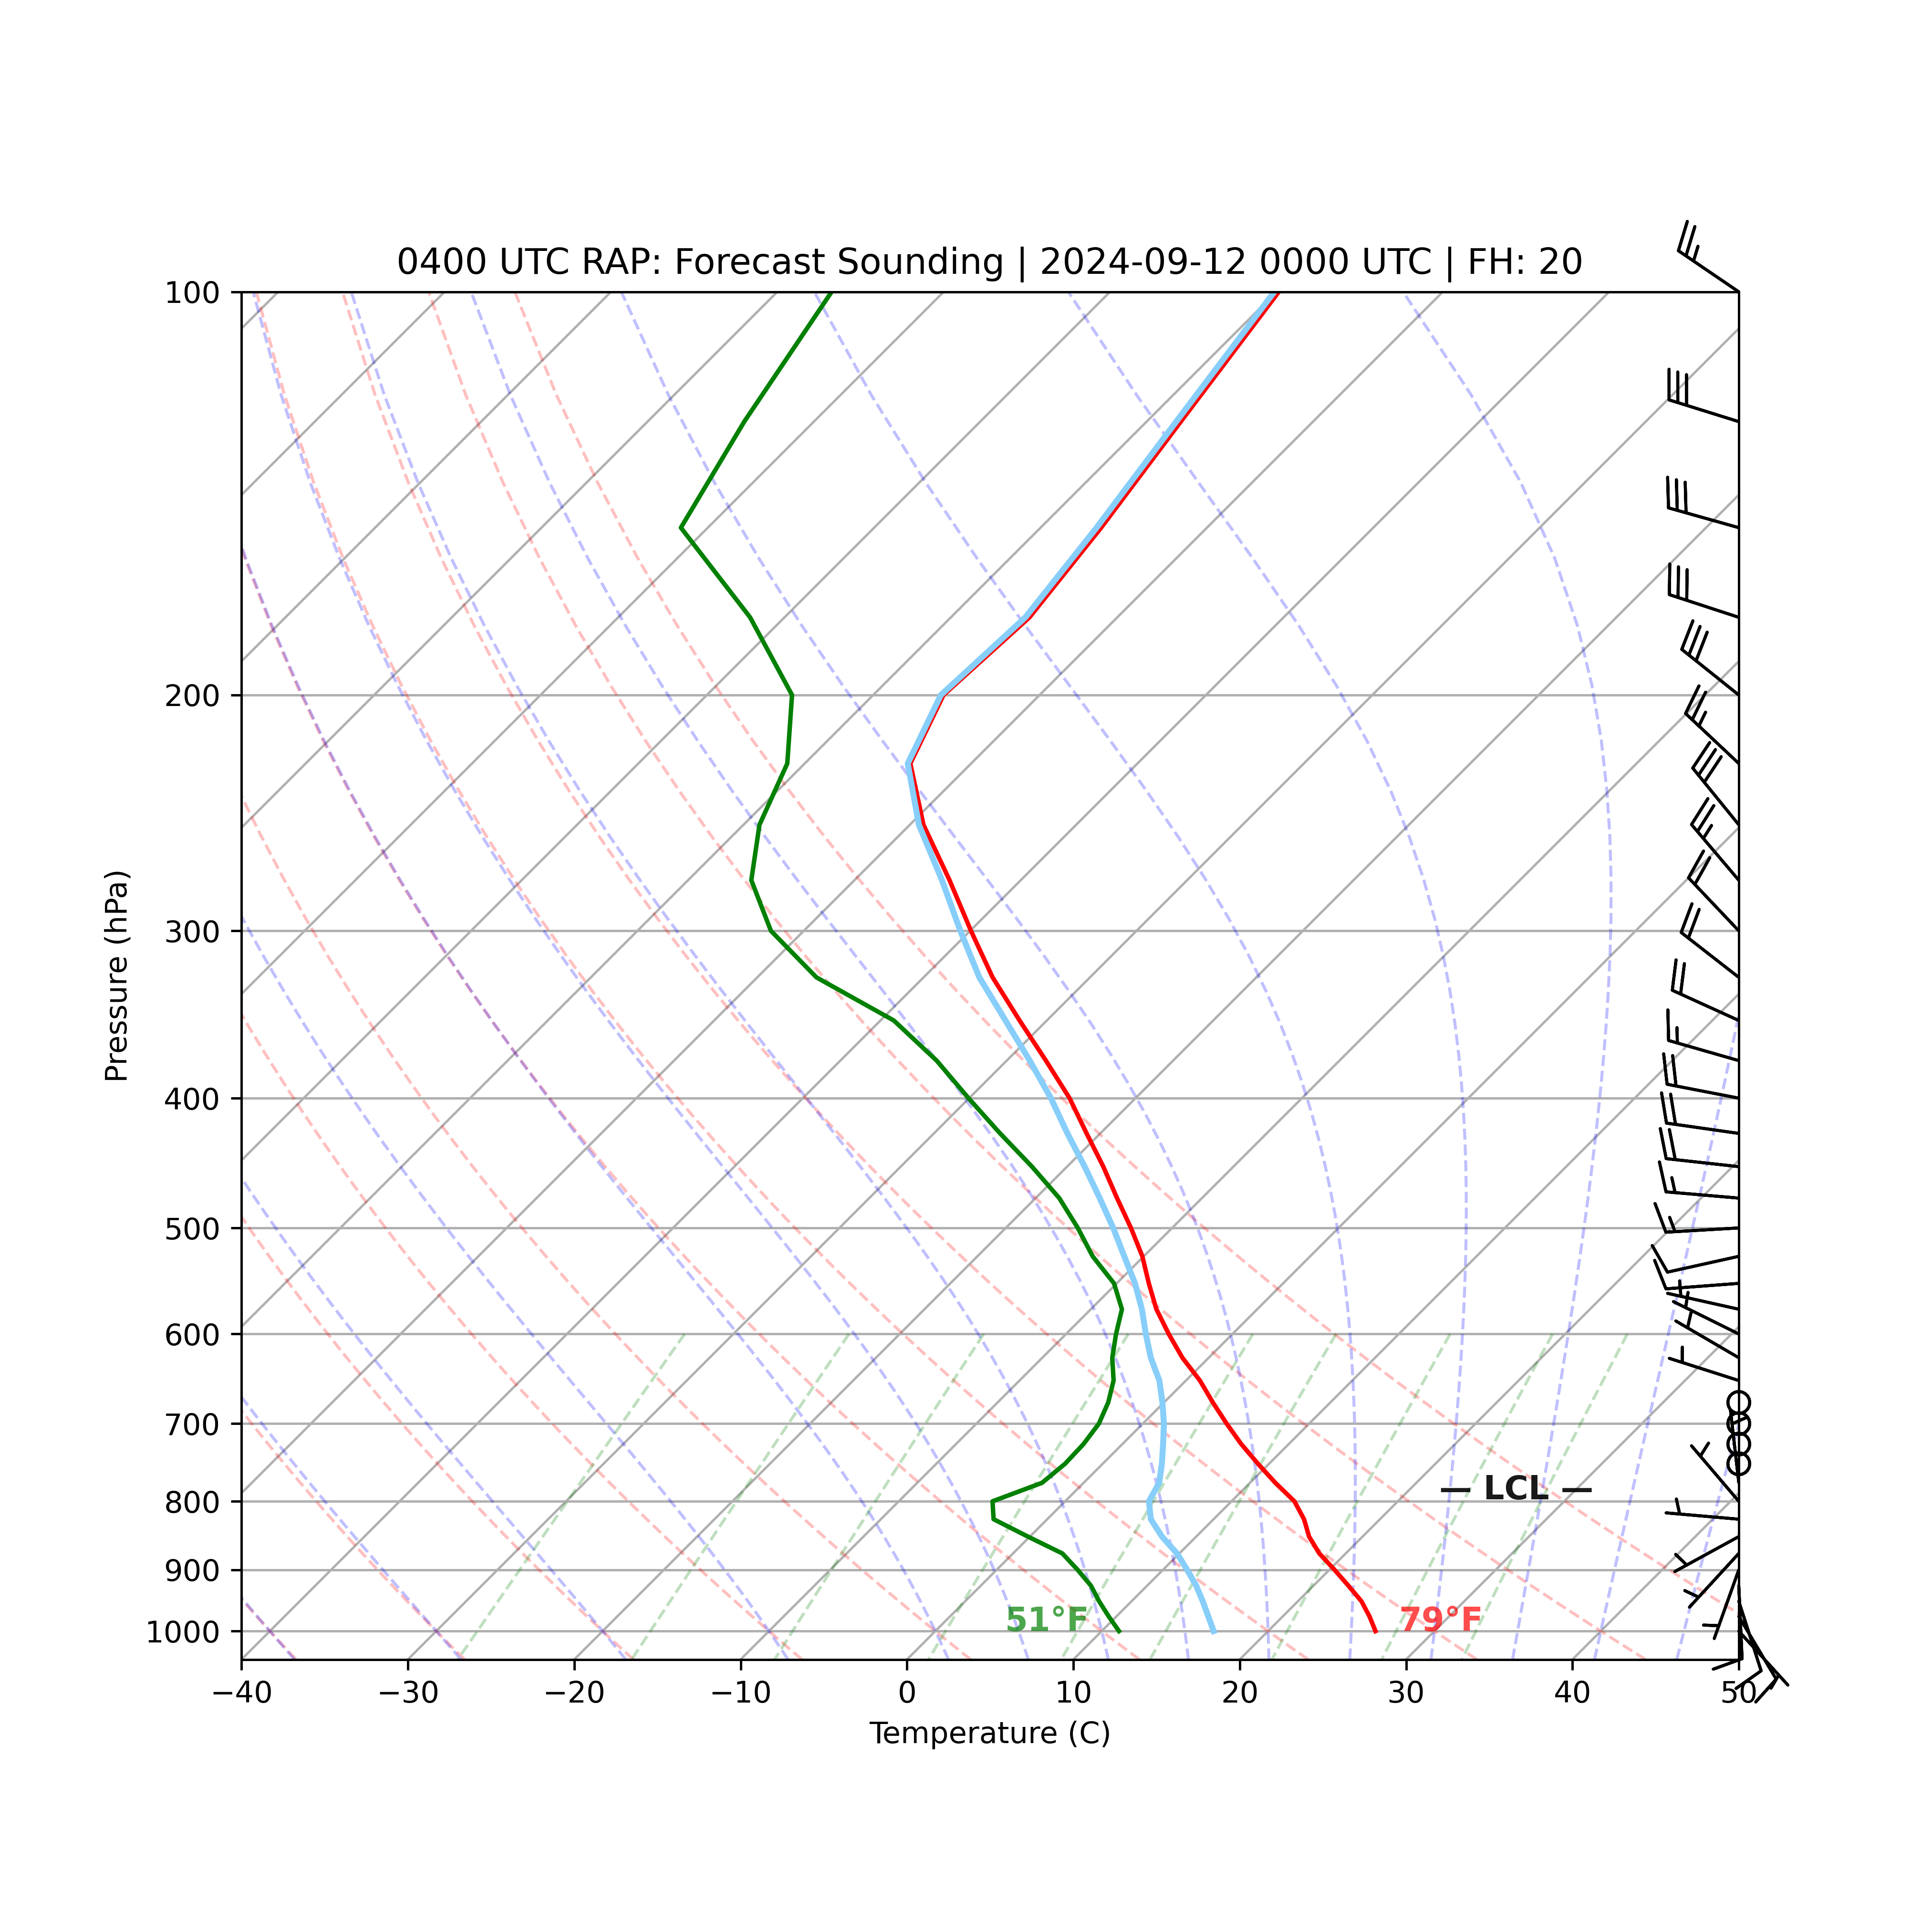 0400 UTC RAP: Forecast Sounding | 2024-09-12 0000 UTC | FH: 20
100
200
300
400
500
600
700
800
900
1000
Pressure (hPa)
— LCL —
51°F
79°F
−40 −30 −20 −10 0 10 20 30 40 50
Temperature (C)